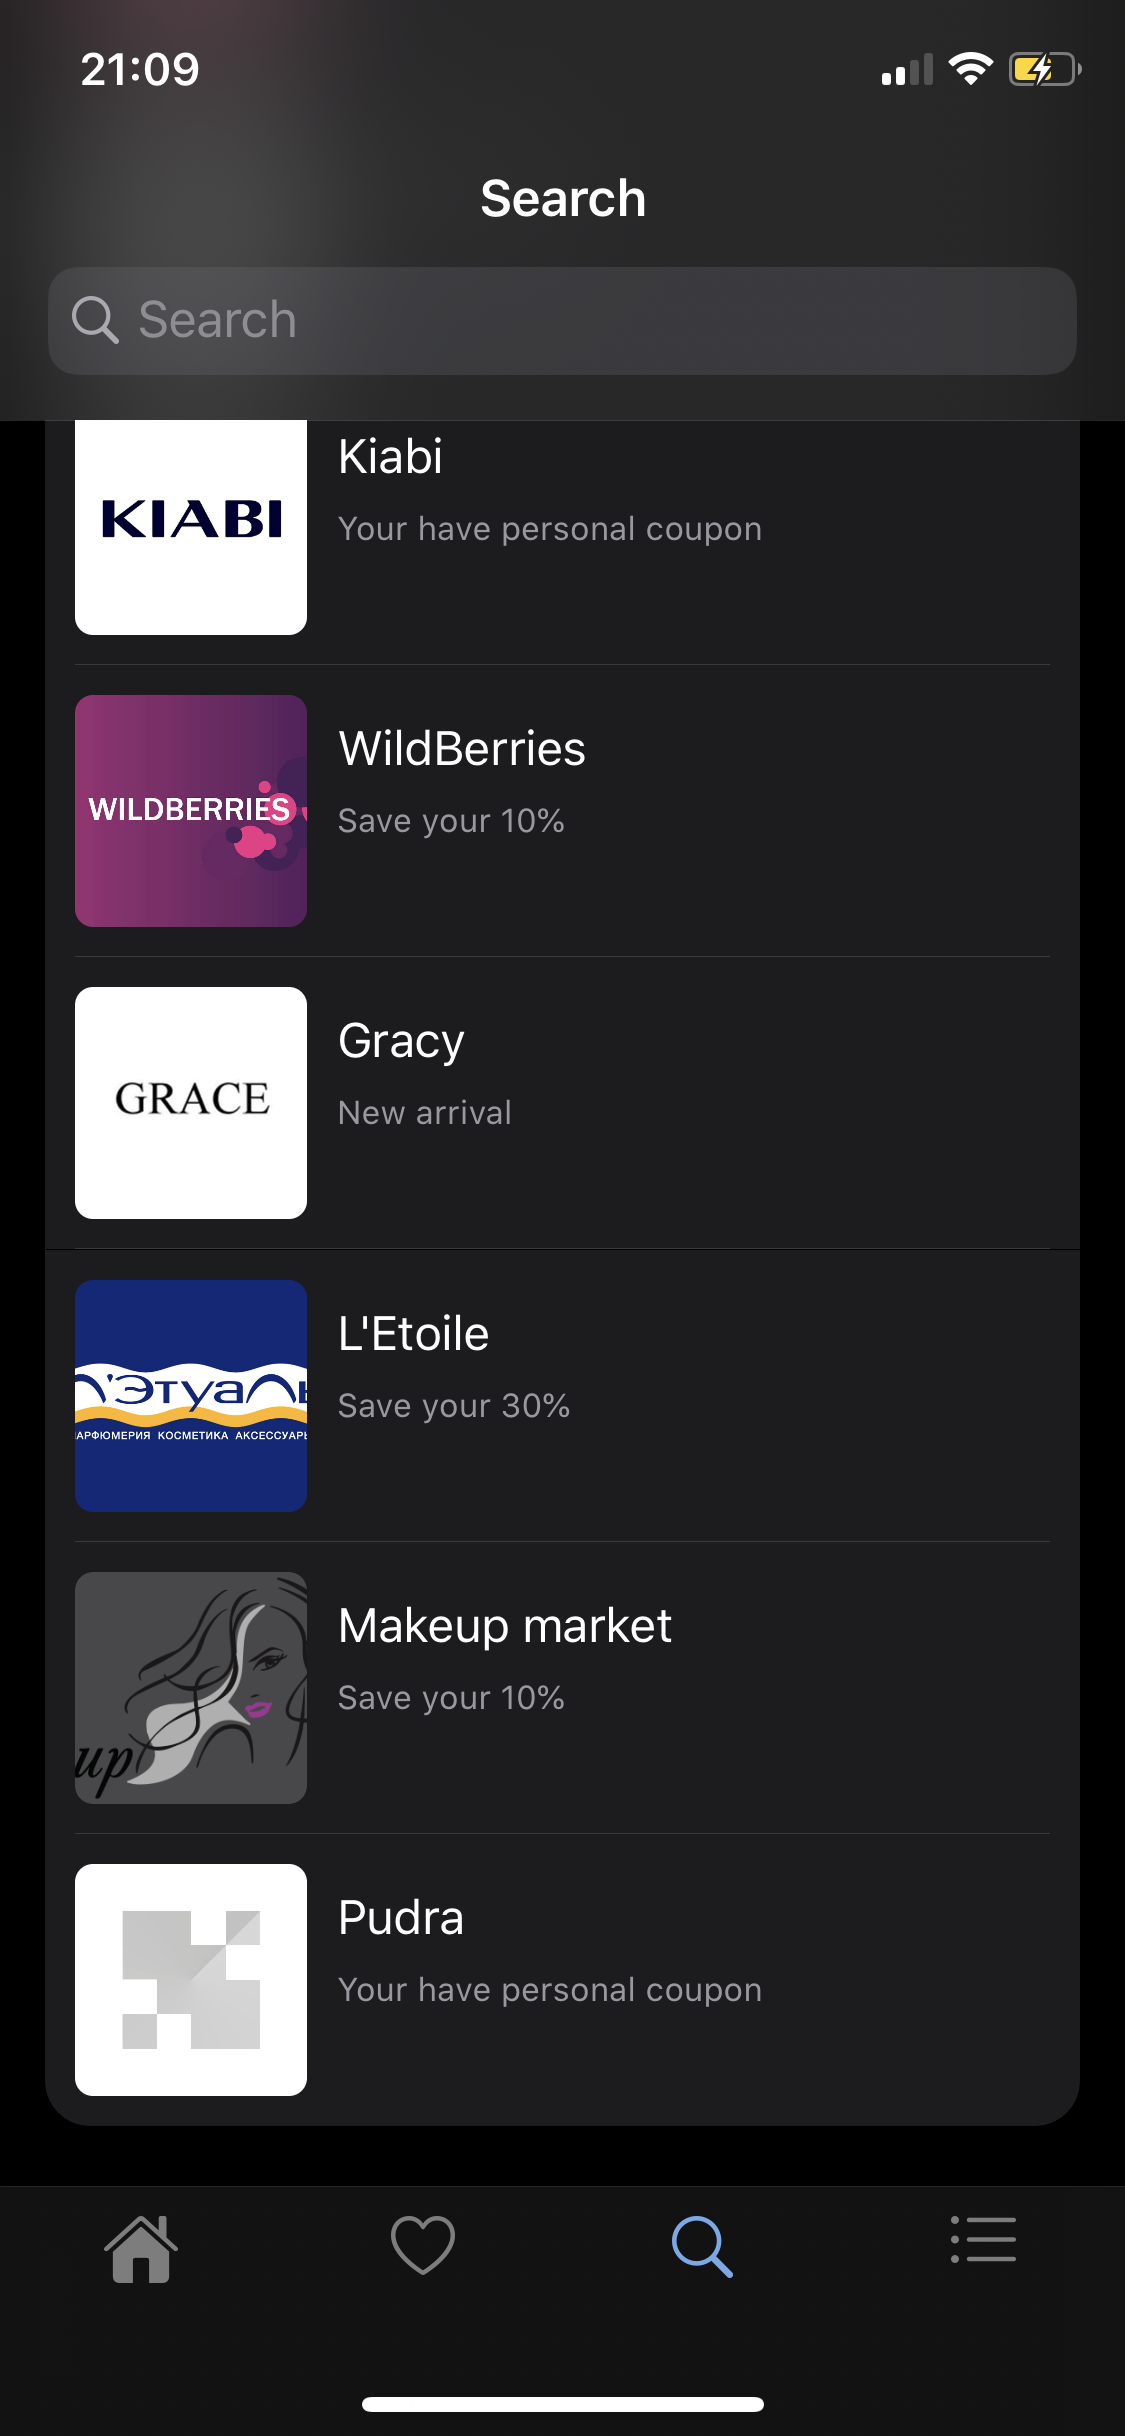 21:09
Search
Search
KIABI
Kiabi
Your have personal coupon
WILDBERRIES
WildBerries
Save your 10%
GRACE
Gracy
New arrival
Л'Этуаль
АРФЮМЕРИЯ КОСМЕТИКА АКСЕССУАРЫ
L'Etoile
Save your 30%
up
Makeup market
Save your 10%
Pudra
Your have personal coupon